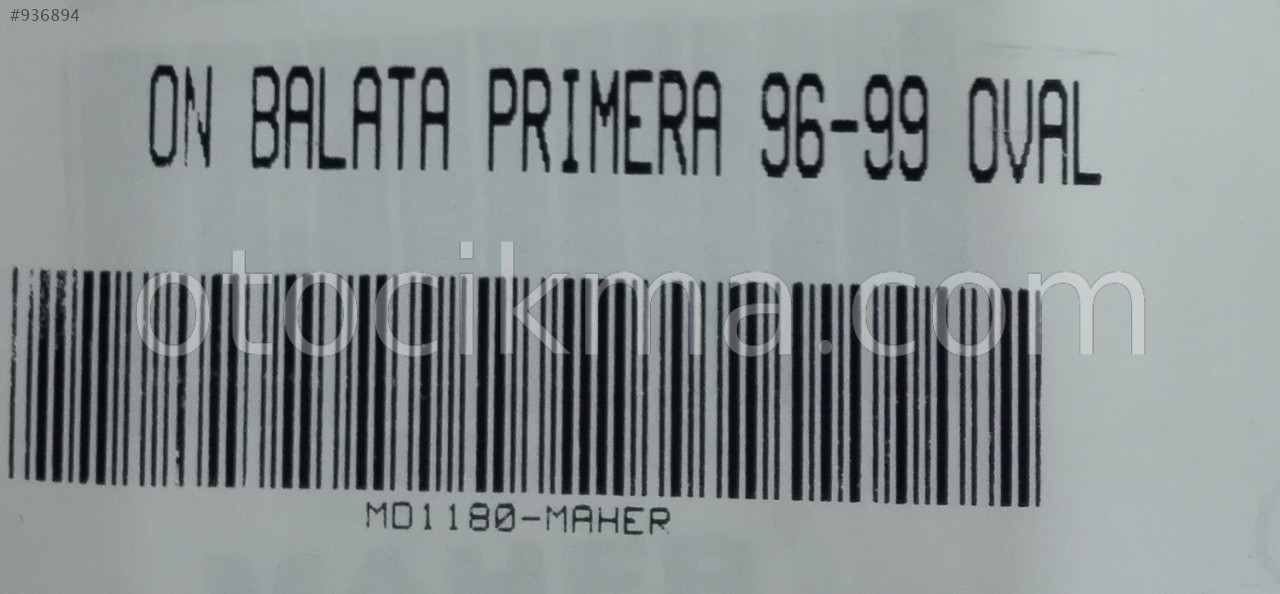 #936894
ON BALATA PRIMERA 96-99 OVAL
otocikma.com
MD1180-MAHER